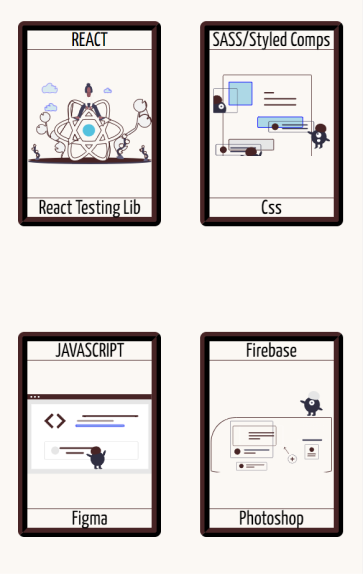 REACT
SASS/Styled Comps
React Testing Lib
Css
JAVASCRIPT
Firebase
Figma
Photoshop